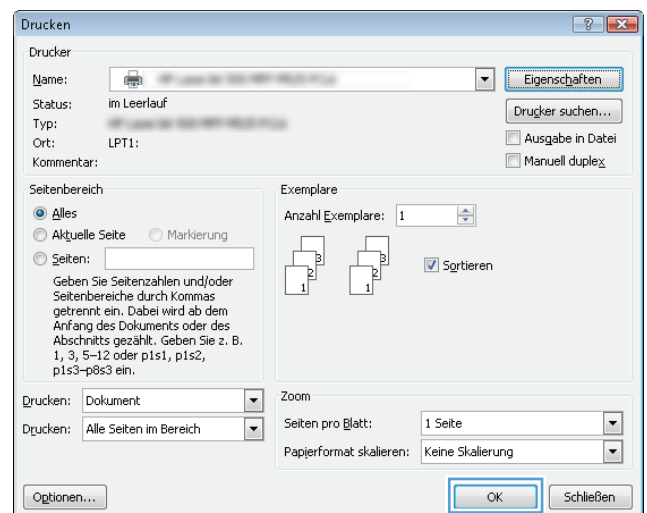 Drucken
Drucker
Name:
Eigenschaften
Status: im Leerlauf
Drucker suchen...
Typ:
Ort: LPT1:
Ausgabe in Datei
Kommentar:
Manuell duplex
Seitenbereich
Alles
Aktuelle Seite Markierung
Seiten:
Geben Sie Seitenzahlen und/oder
Seitenbereiche durch Kommas
getrennt ein. Dabei wird ab dem
Anfang des Dokuments oder des
Abschnitts gezählt. Geben Sie z. B.
1, 3, 5–12 oder p1s1, p1s2,
p1s3–p8s3 ein.
Exemplare
Anzahl Exemplare: 1
3 3
2 2
1 1
Sortieren
Drucken: Dokument
Drucken: Alle Seiten im Bereich
Zoom
Seiten pro Blatt: 1 Seite
Papierformat skalieren: Keine Skalierung
Optionen...
OK
Schließen